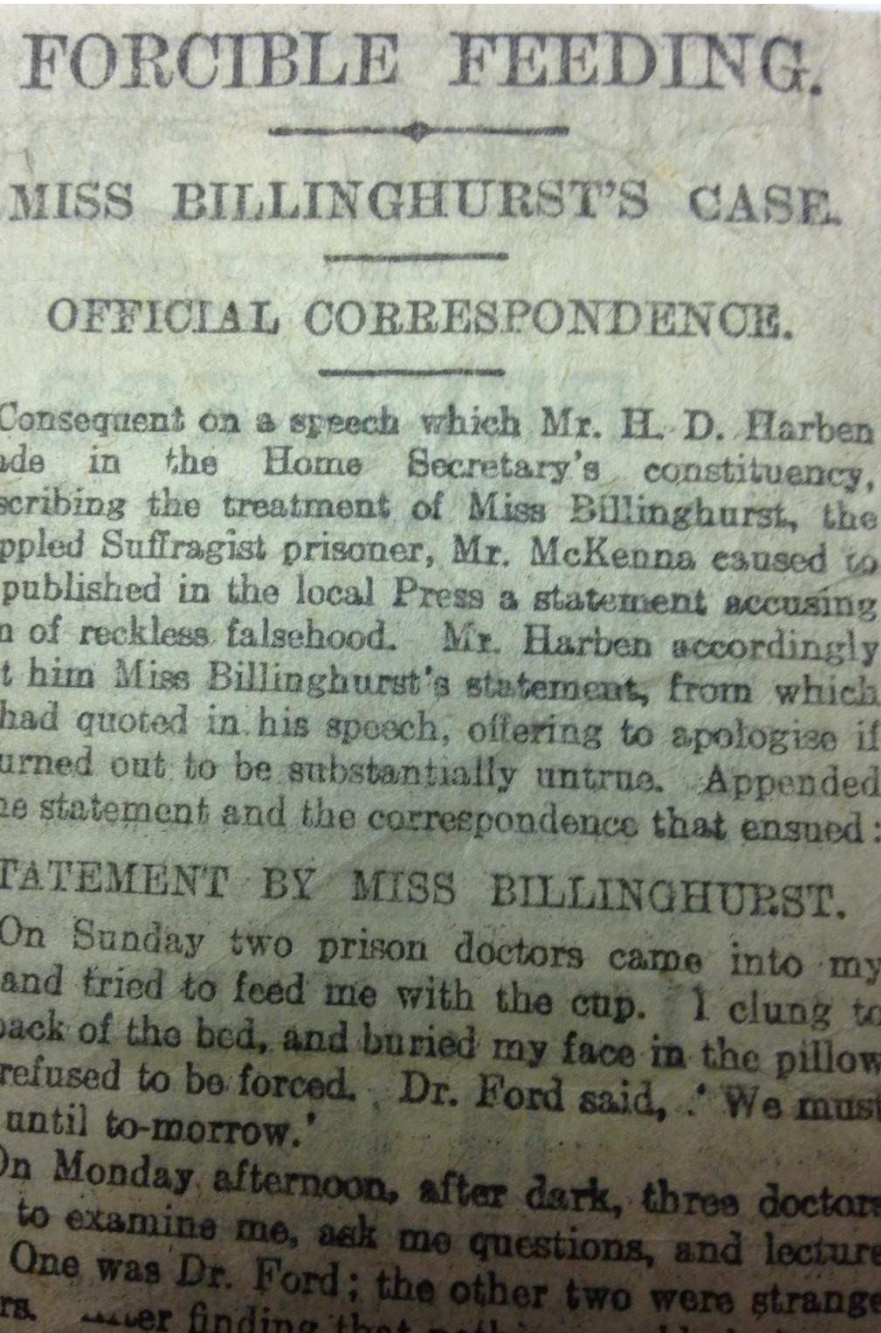 FORCIBLE FEEDING.
MISS BILLINGHURST'S CASE.
OFFICIAL CORRESPONDENCE.
Consequent on a speech which Mr. H. D. Harben
ade in the Home Secretary's constituency,
scribing the treatment of Miss Billinghurst, the
ppled Suffragist prisoner, Mr. McKenna caused to
published in the local Press a statement accusing
n of reckless falsehood. Mr. Harben accordingly
t him Miss Billinghurst's statement, from which
had quoted in his speech, offering to apologise if
urned out to be substantially untrue. Appended
he statement and the correspondence that ensued:
TATEMENT BY MISS BILLINGHURST.
On Sunday two prison doctors came into my
and tried to feed me with the cup. I clung to
back of the bed, and buried my face in the pillow
refused to be forced. Dr. Ford said, 'We must
until to-morrow.'
On Monday afternoon, after dark, three doctors
to examine me, ask me questions, and lecture
One was Dr. Ford; the other two were strange
rs. After finding that